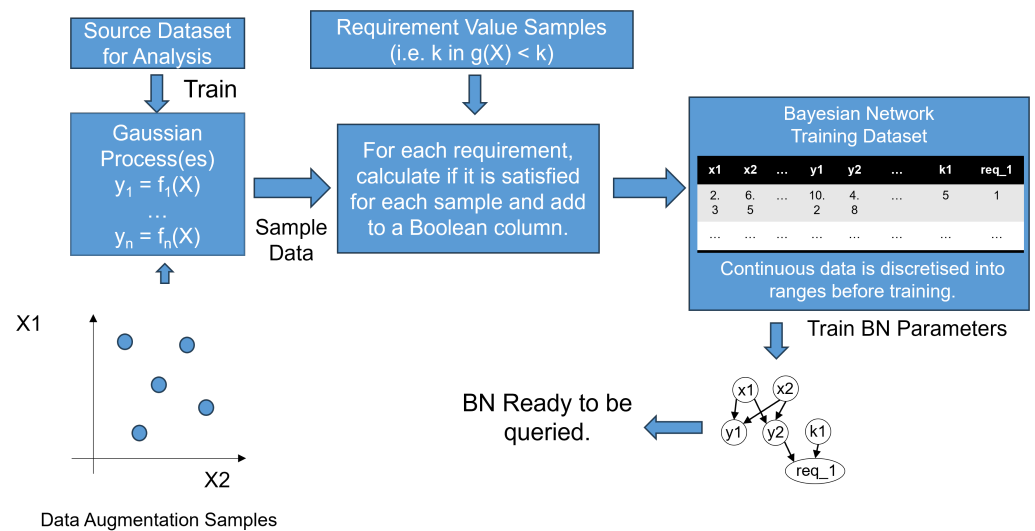 Source Dataset
for Analysis
Train
Gaussian
Process(es)
y1 = f1(X)
...
yn = fn(X)
Sample
Data
Requirement Value Samples
(i.e. k in g(X) < k)
For each requirement,
calculate if it is satisfied
for each sample and add
to a Boolean column.
Bayesian Network
Training Dataset
x1 x2 ... y1 y2 ... k1 req_1
2.3 6.5 ... 10.2 4.8 ... 5 1
... ... ... ... ... ... ... ...
Continuous data is discretised into
ranges before training.
Train BN Parameters
x1 x2
y1 y2 k1
req_1
BN Ready to be
queried.
X1
X2
Data Augmentation Samples